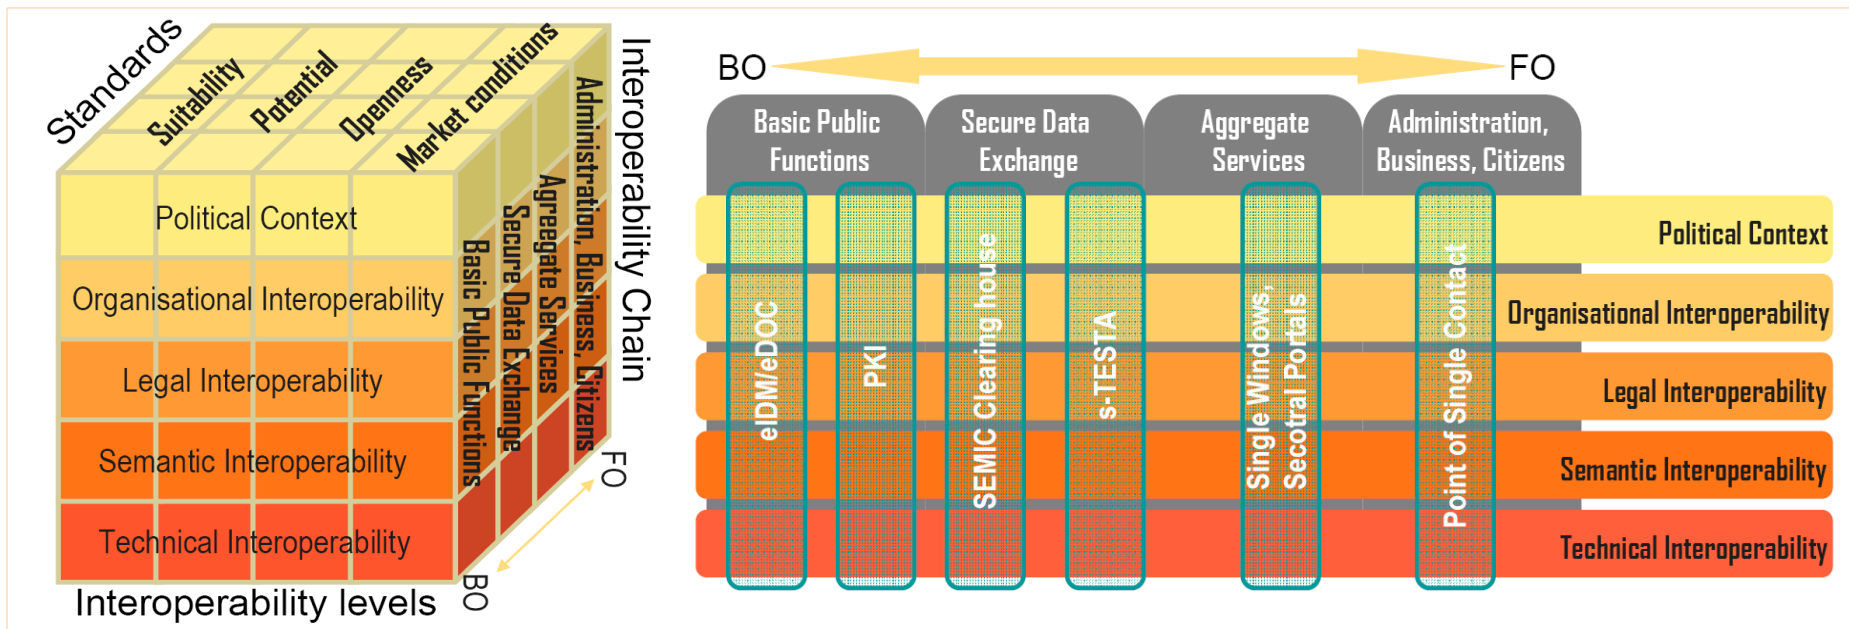 Standards
Suitability
Potential
Openness
Market conditions
Interoperability Chain
Administration, Business, Citizens
Agregate Services
Secure Data Exchange
Basic Public Functions
Political Context
Organisational Interoperability
Legal Interoperability
Semantic Interoperability
Technical Interoperability
Interoperability levels
BO
FO
BO
FO
Basic Public
Functions
Secure Data
Exchange
Aggregate
Services
Administration,
Business, Citizens
eIDM/eDOC
PKI
SEMIC Clearing house
s-TESTA
Single Windows,
Secotral Portals
Point of Single Contact
Political Context
Organisational Interoperability
Legal Interoperability
Semantic Interoperability
Technical Interoperability